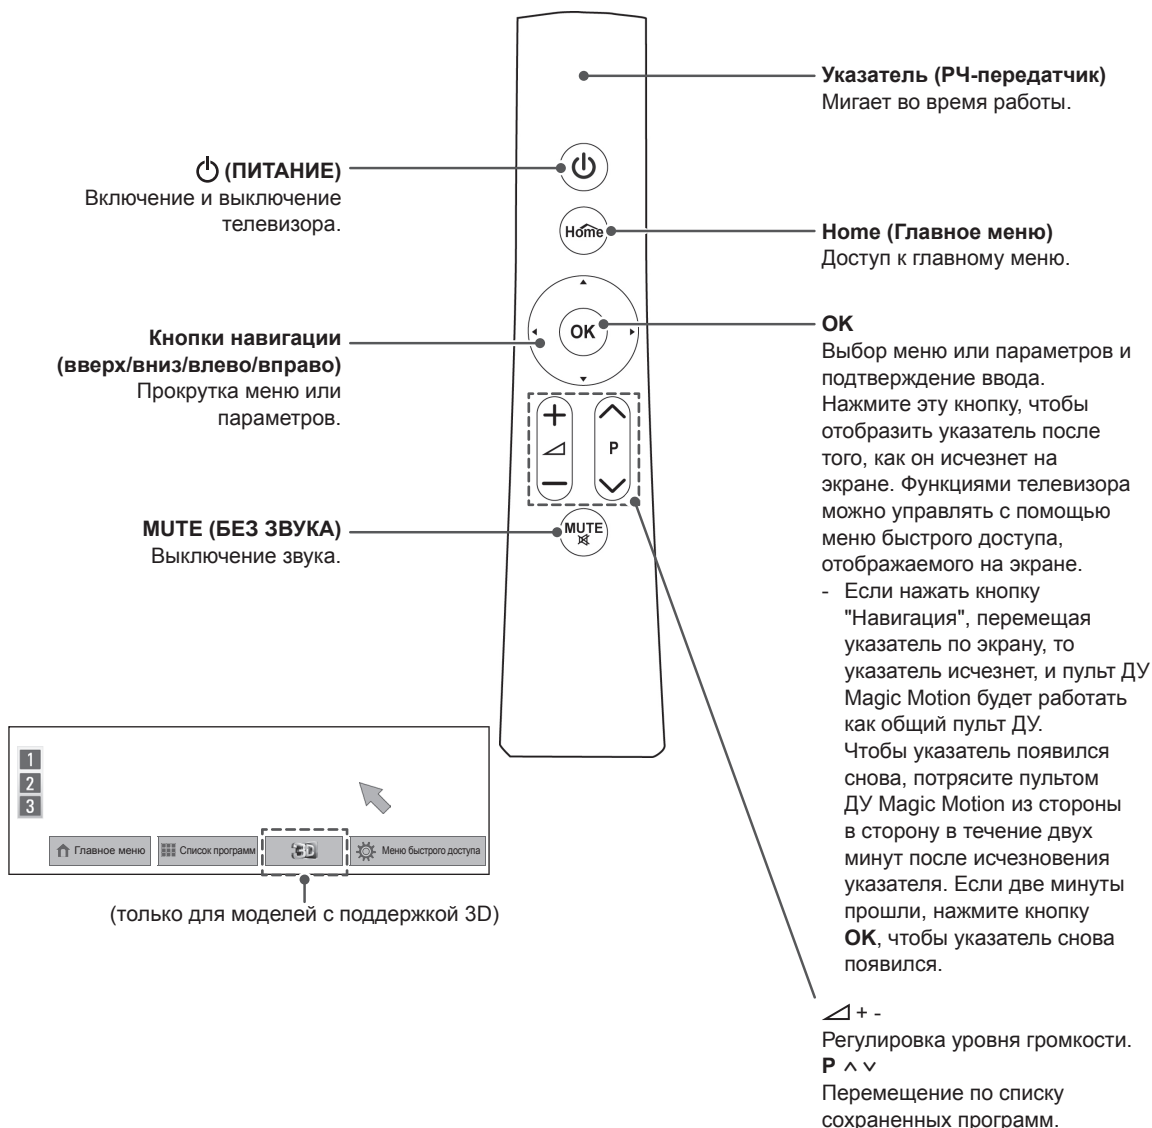 Указатель (РЧ-передатчик)
Мигает во время работы.
(ПИТАНИЕ)
Включение и выключение
телевизора.
Home
Home (Главное меню)
Доступ к главному меню.
Кнопки навигации
(вверх/вниз/влево/вправо)
Прокрутка меню или
параметров.
OK
OK
Выбор меню или параметров и
подтверждение ввода.
Нажмите эту кнопку, чтобы
отобразить указатель после
того, как он исчезнет на
экране. Функциями телевизора
можно управлять с помощью
меню быстрого доступа,
отображаемого на экране.
- Если нажать кнопку
"Навигация", перемещая
указатель по экрану, то
указатель исчезнет, и пульт ДУ
Magic Motion будет работать
как общий пульт ДУ.
Чтобы указатель появился
снова, потрясите пультом
ДУ Magic Motion из стороны
в сторону в течение двух
минут после исчезновения
указателя. Если две минуты
прошли, нажмите кнопку
OK, чтобы указатель снова
появился.
+
P
-
MUTE (БЕЗ ЗВУКА)
Выключение звука.
MUTE
1
2
3
Главное меню
Список программ
3D
Меню быстрого доступа
(только для моделей с поддержкой 3D)
+ -
Регулировка уровня громкости.
P
Перемещение по списку
сохраненных программ.